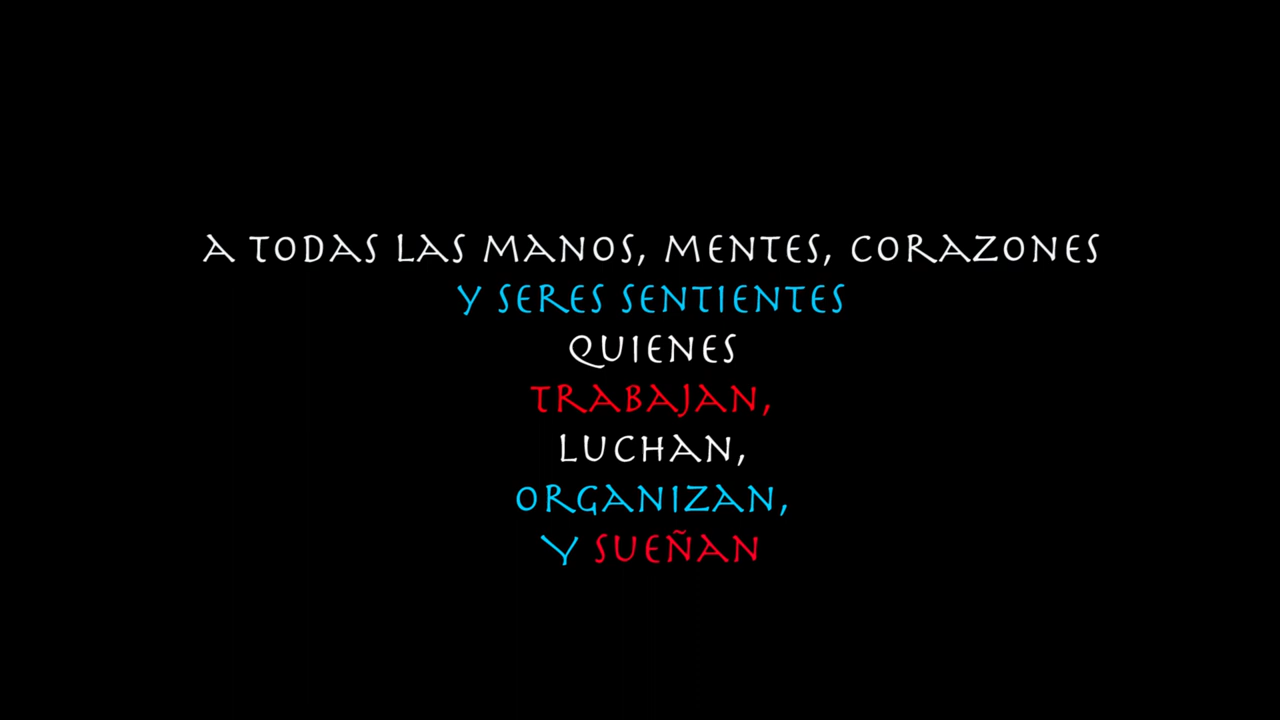 A TODAS LAS MANOS, MENTES, CORAZONES
Y SERES SENTIENTES
QUIENES
TRABAJAN,
LUCHAN,
ORGANIZAN,
Y SUEÑAN